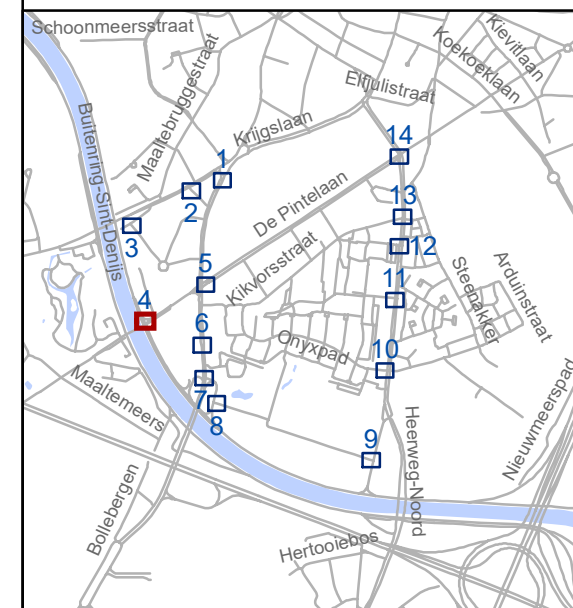 Schoonmeersstraat
Kievitlaan
Koekoeklaan
Maaltebruggestraat
Elfjulistraat
Buitenring-Sint-Denijs
Krijgslaan
14
1
2
De Pintelaan
13
3
12
Kikvorsstraat
5
11
Steenakker
Arduinstraat
4
6
Onyxpad
10
Maaltemeers
7
8
Nieuwmeerspad
Heerweg-Noord
9
Bollebergen
Hertooiebos